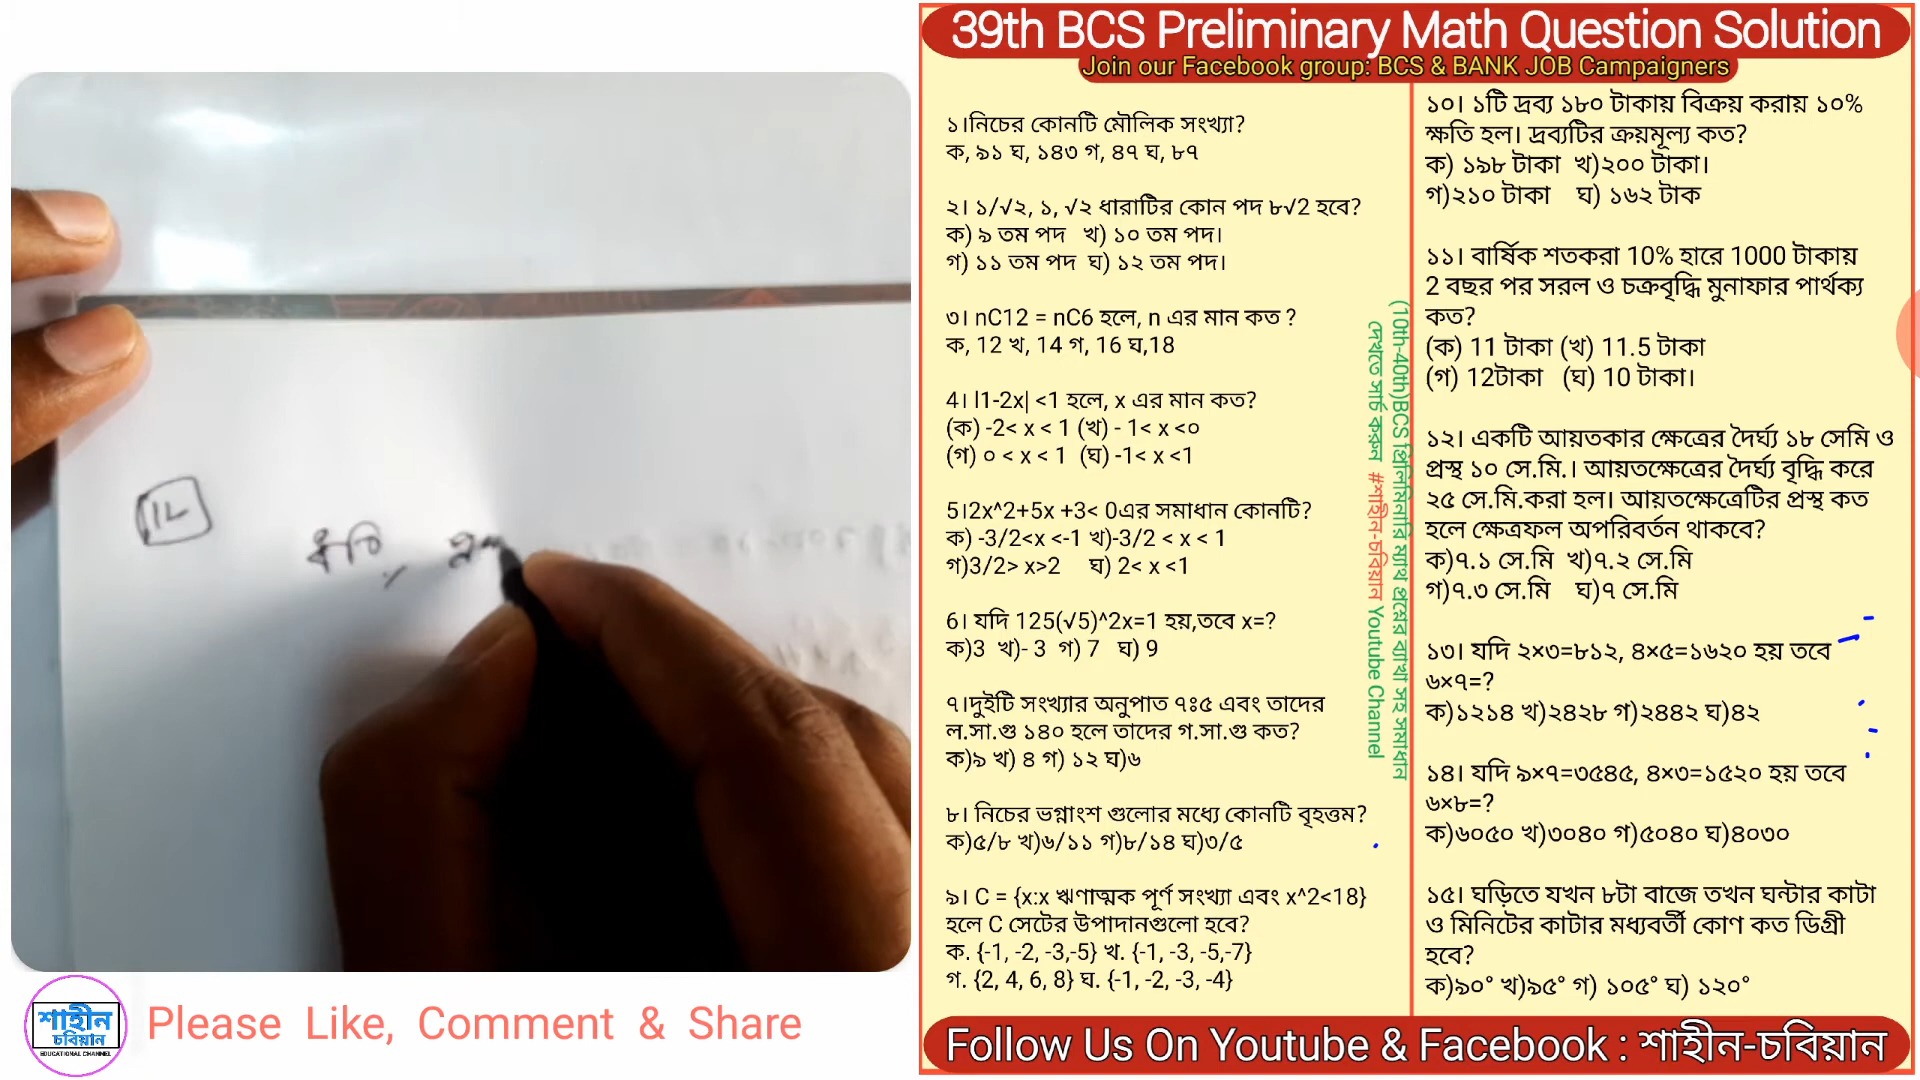 39th BCS Preliminary Math Question Solution
Join our Facebook group: BCS & BANK JOB Campaigners
12
ধরি,
১।নিচের কোনটি মৌলিক সংখ্যা?
ক, ৯১ ঘ, ১৪৩ গ, ৪৭ ঘ, ৮৭
২। ১/√২, ১, √২ ধারাটির কোন পদ ৮√2 হবে?
ক) ৯ তম পদ খ) ১০ তম পদ।
গ) ১১ তম পদ ঘ) ১২ তম পদ।
৩। nC12 = nC6 হলে, n এর মান কত ?
ক, 12 খ, 14 গ, 16 ঘ,18
4। l1-2x| <1 হলে, x এর মান কত?
(ক) -2< x < 1 (খ) - 1< x <০
(গ) ০ < x < 1 (ঘ) -1< x <1
5।2x^2+5x +3< 0এর সমাধান কোনটি?
ক) -3/2<x <-1 খ)-3/2 < x < 1
গ)3/2> x>2 ঘ) 2< x <1
6। যদি 125(√5)^2x=1 হয়,তবে x=?
ক)3 খ)- 3 গ) 7 ঘ) 9
৭।দুইটি সংখ্যার অনুপাত ৭ঃ৫ এবং তাদের
ল.সা.গু ১৪০ হলে তাদের গ.সা.গু কত?
ক)৯ খ) ৪ গ) ১২ ঘ)৬
৮। নিচের ভগ্নাংশ গুলোর মধ্যে কোনটি বৃহত্তম?
ক)৫/৮ খ)৬/১১ গ)৮/১৪ ঘ)৩/৫
৯। C = {x:x ঋণাত্মক পূর্ণ সংখ্যা এবং x^2<18}
হলে C সেটের উপাদানগুলো হবে?
ক. {-1, -2, -3,-5} খ. {-1, -3, -5,-7}
গ. {2, 4, 6, 8} ঘ. {-1, -2, -3, -4}
(10th-40th)BCS প্রিলিমিনারি ম্যাথ প্রশ্নের ব্যাখা সহ সমাধান
দেখতে সার্চ করুন #শাহীন-চবিয়ান Youtube Channel
১০। ১টি দ্রব্য ১৮০ টাকায় বিক্রয় করায় ১০%
ক্ষতি হল। দ্রব্যটির ক্রয়মূল্য কত?
ক) ১৯৮ টাকা খ)২০০ টাকা।
গ)২১০ টাকা ঘ) ১৬২ টাক
১১। বার্ষিক শতকরা 10% হারে 1000 টাকায়
2 বছর পর সরল ও চক্রবৃদ্ধি মুনাফার পার্থক্য
কত?
(ক) 11 টাকা (খ) 11.5 টাকা
(গ) 12টাকা (ঘ) 10 টাকা।
১২। একটি আয়তকার ক্ষেত্রের দৈর্ঘ্য ১৮ সেমি ও
প্রস্থ ১০ সে.মি.। আয়তক্ষেত্রের দৈর্ঘ্য বৃদ্ধি করে
২৫ সে.মি.করা হল। আয়তক্ষেত্রেটির প্রস্থ কত
হলে ক্ষেত্রফল অপরিবর্তন থাকবে?
ক)৭.১ সে.মি খ)৭.২ সে.মি
গ)৭.৩ সে.মি ঘ)৭ সে.মি
১৩। যদি ২×৩=৮১২, ৪×৫=১৬২০ হয় তবে
৬×৭=?
ক)১২১৪ খ)২৪২৮ গ)২৪৪২ ঘ)৪২
১৪। যদি ৯×৭=৩৫৪৫, ৪×৩=১৫২০ হয় তবে
৬×৮=?
ক)৬০৫০ খ)৩০৪০ গ)৫০৪০ ঘ)৪০৩০
১৫। ঘড়িতে যখন ৮টা বাজে তখন ঘন্টার কাটা
ও মিনিটের কাটার মধ্যবর্তী কোণ কত ডিগ্রী
হবে?
ক)৯০° খ)৯৫° গ) ১০৫° ঘ) ১২০°
শাহীন
চবিয়ান
EDUCATIONAL CHANNEL
Please Like, Comment & Share
Follow Us On Youtube & Facebook : শাহীন-চবিয়ান